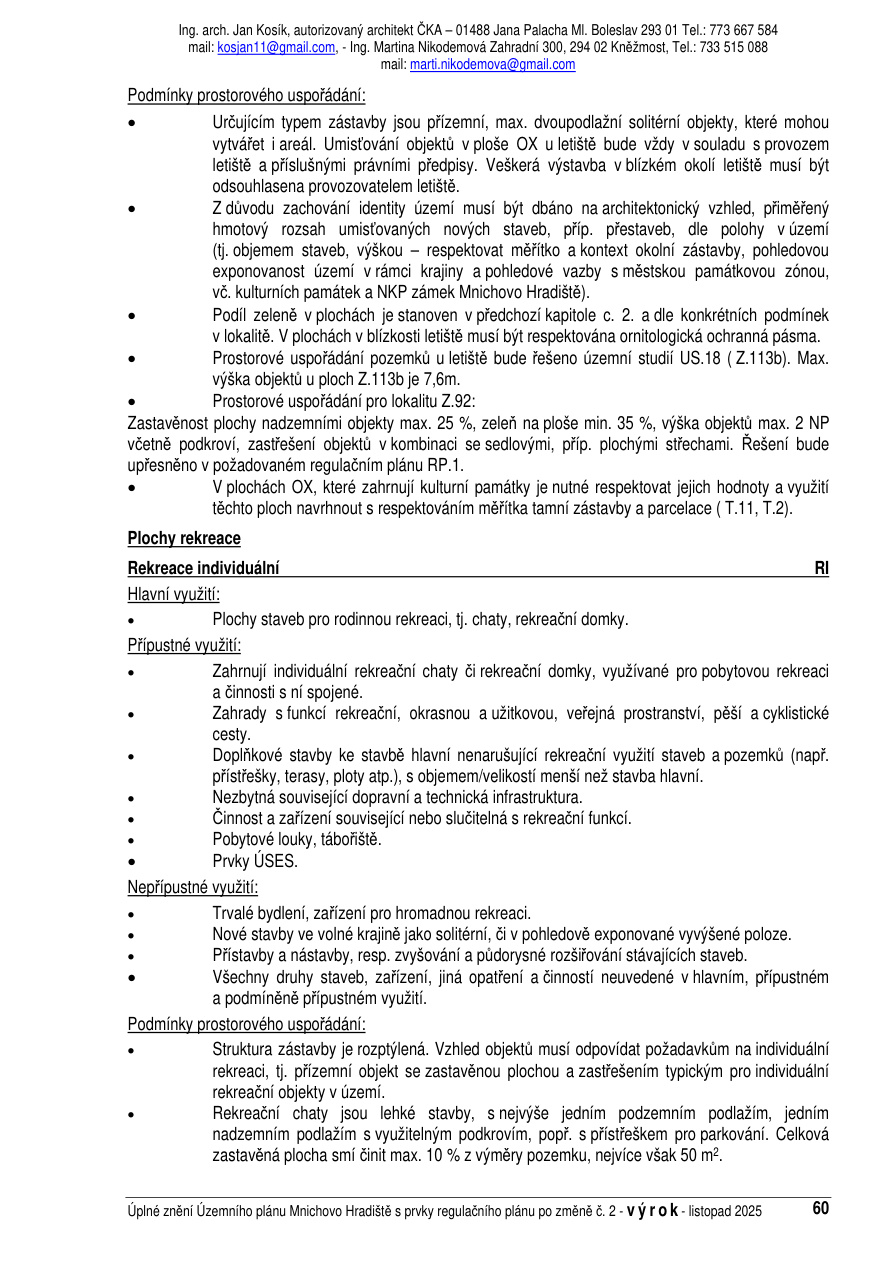 Ing. arch. Jan Kosík, autorizovaný architekt ČKA – 01488 Jana Palacha Ml. Boleslav 293 01 Tel.: 773 667 584
mail: kosjan11@gmail.com, - Ing. Martina Nikodemová Zahradní 300, 294 02 Kněžmost, Tel.: 733 515 088
mail: marti.nikodemova@gmail.com
Podmínky prostorového uspořádání:
• Určujícím typem zástavby jsou přízemní, max. dvoupodlažní solitérní objekty, které mohou
vytvářet i areál. Umisťování objektů v ploše OX u letiště bude vždy v souladu s provozem
letiště a příslušnými právními předpisy. Veškerá výstavba v blízkém okolí letiště musí být
odsouhlasena provozovatelem letiště.
• Z důvodu zachování identity území musí být dbáno na architektonický vzhled, přiměřený
hmotový rozsah umisťovaných nových staveb, příp. přestaveb, dle polohy v území
(tj. objemem staveb, výškou – respektovat měřítko a kontext okolní zástavby, pohledovou
exponovanost území v rámci krajiny a pohledové vazby s městskou památkovou zónou,
vč. kulturních památek a NKP zámek Mnichovo Hradiště).
• Podíl zeleně v plochách je stanoven v předchozí kapitole c. 2. a dle konkrétních podmínek
v lokalitě. V plochách v blízkosti letiště musí být respektována ornitologická ochranná pásma.
• Prostorové uspořádání pozemků u letiště bude řešeno územní studií US.18 ( Z.113b). Max.
výška objektů u ploch Z.113b je 7,6m.
• Prostorové uspořádání pro lokalitu Z.92:
Zastavěnost plochy nadzemními objekty max. 25 %, zeleň na ploše min. 35 %, výška objektů max. 2 NP
včetně podkroví, zastřešení objektů v kombinaci se sedlovými, příp. plochými střechami. Řešení bude
upřesněno v požadovaném regulačním plánu RP.1.
• V plochách OX, které zahrnují kulturní památky je nutné respektovat jejich hodnoty a využití
těchto ploch navrhnout s respektováním měřítka tamní zástavby a parcelace ( T.11, T.2).
Plochy rekreace
Rekreace individuální RI
Hlavní využití:
• Plochy staveb pro rodinnou rekreaci, tj. chaty, rekreační domky.
Přípustné využití:
• Zahrnují individuální rekreační chaty či rekreační domky, využívané pro pobytovou rekreaci
a činnosti s ní spojené.
• Zahrady s funkcí rekreační, okrasnou a užitkovou, veřejná prostranství, pěší a cyklistické
cesty.
• Doplňkové stavby ke stavbě hlavní nenarušující rekreační využití staveb a pozemků (např.
přístřešky, terasy, ploty atp.), s objemem/velikostí menší než stavba hlavní.
• Nezbytná související dopravní a technická infrastruktura.
• Činnost a zařízení související nebo slučitelná s rekreační funkcí.
• Pobytové louky, tábořiště.
• Prvky ÚSES.
Nepřípustné využití:
• Trvalé bydlení, zařízení pro hromadnou rekreaci.
• Nové stavby ve volné krajině jako solitérní, či v pohledově exponované vyvýšené poloze.
• Přístavby a nástavby, resp. zvyšování a půdorysné rozšiřování stávajících staveb.
• Všechny druhy staveb, zařízení, jiná opatření a činností neuvedené v hlavním, přípustném
a podmíněně přípustném využití.
Podmínky prostorového uspořádání:
• Struktura zástavby je rozptýlená. Vzhled objektů musí odpovídat požadavkům na individuální
rekreaci, tj. přízemní objekt se zastavěnou plochou a zastřešením typickým pro individuální
rekreační objekty v území.
• Rekreační chaty jsou lehké stavby, s nejvýše jedním podzemním podlažím, jedním
nadzemním podlažím s využitelným podkrovím, popř. s přístřeškem pro parkování. Celková
zastavěná plocha smí činit max. 10 % z výměry pozemku, nejvíce však 50 m².
Úplné znění Územního plánu Mnichovo Hradiště s prvky regulačního plánu po změně č. 2 - v ý r o k - listopad 2025 60